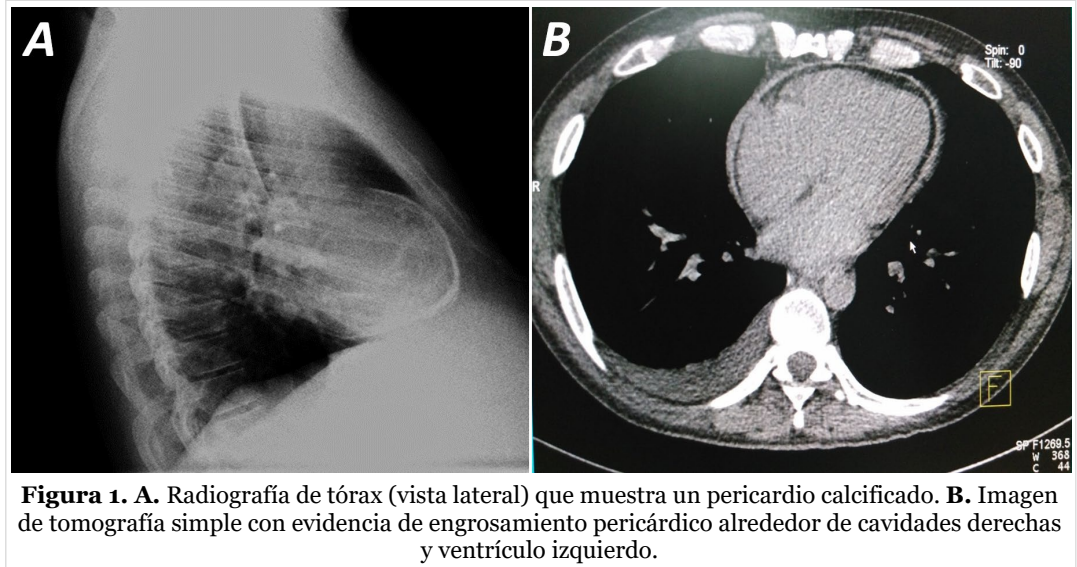 A
B
Spin: 0
Tilt: -90
R
F
SP F1269.5
W 368
C 44
Figura 1. A. Radiografía de tórax (vista lateral) que muestra un pericardio calcificado. B. Imagen
de tomografía simple con evidencia de engrosamiento pericárdico alrededor de cavidades derechas
y ventrículo izquierdo.